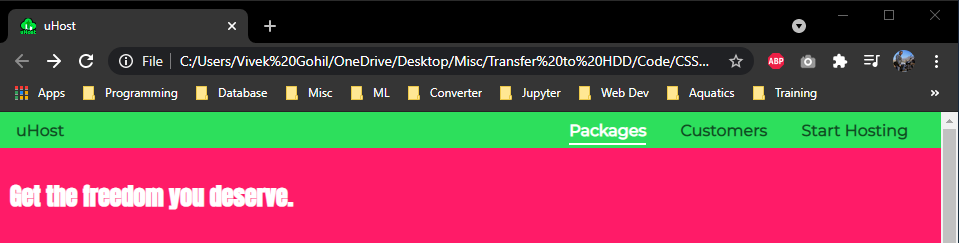 uHost
File C:/Users/Vivek%20Gohil/OneDrive/Desktop/Misc/Transfer%20to%20HDD/Code/CSS... ABP
Apps Programming Database Misc ML Converter Jupyter Web Dev Aquatics Training »
uHost Packages Customers Start Hosting
Get the freedom you deserve.